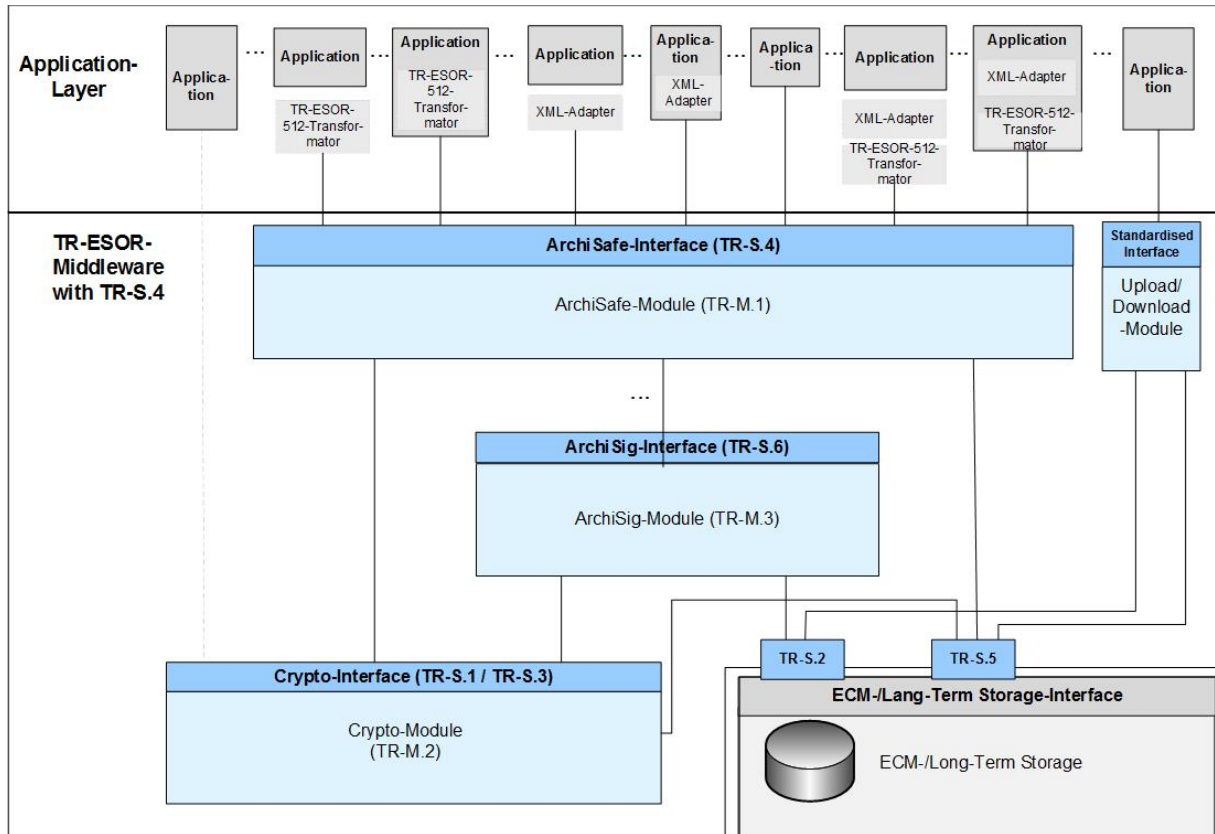 Application-
Layer
Applica-
tion
...
Application
TR-ESOR-
512-Transfor-
mator
...
Application
TR-ESOR-
512-
Transfor-
mator
...
Application
XML-Adapter
...
Applica-
tion
XML-
Adapter
...
Applica
-tion
...
Application
XML-Adapter
TR-ESOR-512-
Transfor-
mator
...
Application
XML-Adapter
TR-ESOR-512-
Transfor-
mator
...
Applica-
tion
TR-ESOR-
Middleware
with TR-S.4
ArchiSafe-Interface (TR-S.4)
ArchiSafe-Module (TR-M.1)
Standardised
Interface
Upload/
Download
-Module
...
ArchiSig-Interface (TR-S.6)
ArchiSig-Module (TR-M.3)
TR-S.2
TR-S.5
Crypto-Interface (TR-S.1 / TR-S.3)
Crypto-Module
(TR-M.2)
ECM-/Lang-Term Storage-Interface
ECM-/Long-Term Storage